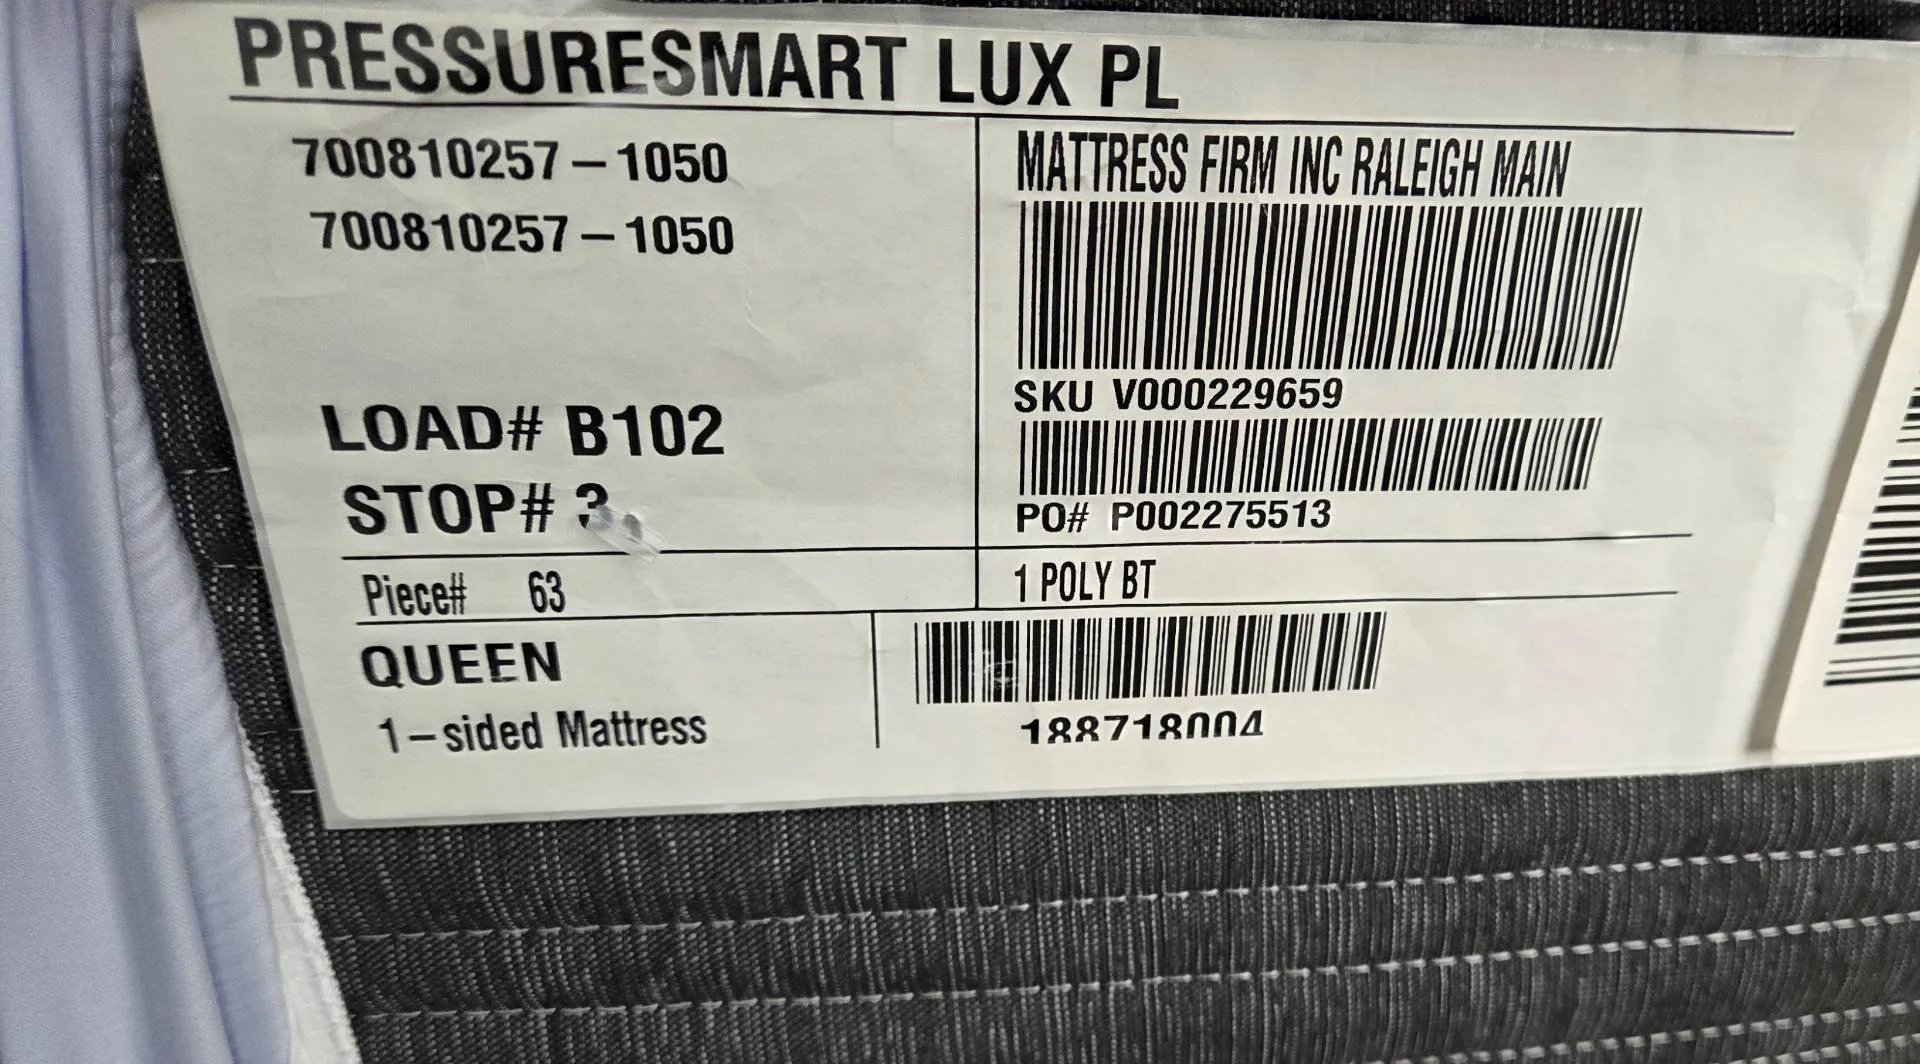 PRESSURESMART LUX PL
700810257-1050
700810257-1050
LOAD# B102
STOP# 3
Piece# 63
QUEEN
1-sided Mattress
MATTRESS FIRM INC RALEIGH MAIN
SKU V000229659
PO# P002275513
1 POLY BT
188718004